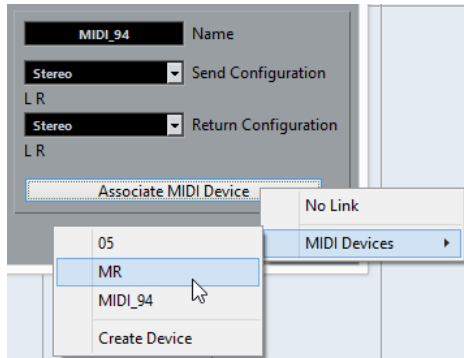 MIDI_94 Name
Stereo Send Configuration
L R
Stereo Return Configuration
L R
Associate MIDI Device
No Link
MIDI Devices
05
MR
MIDI_94
Create Device